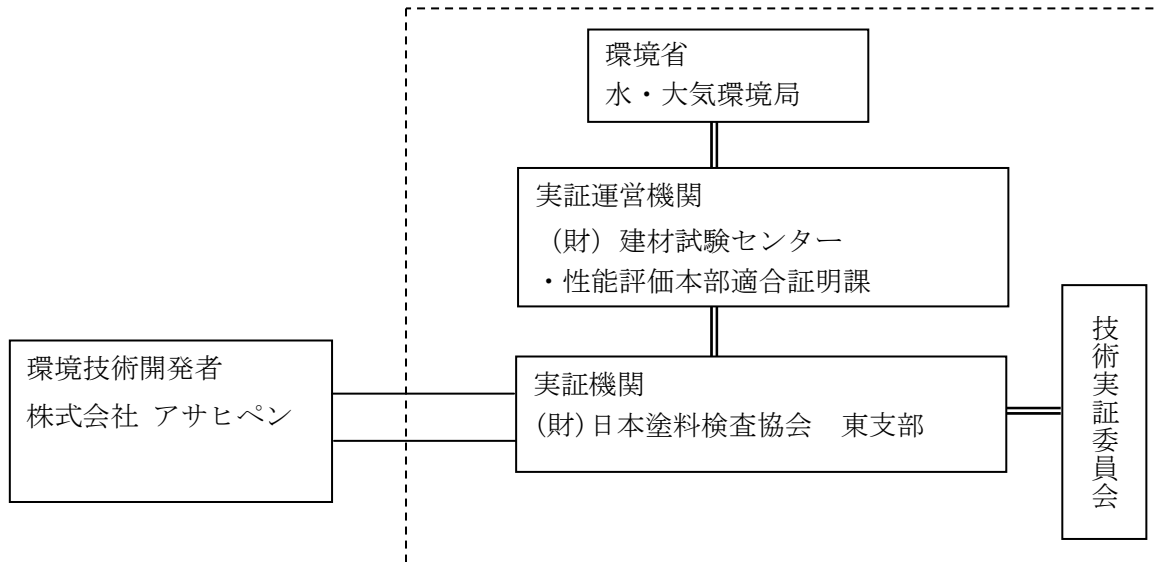 環境省
水・大気環境局
実証運営機関
（財）建材試験センター
・性能評価本部適合証明課
環境技術開発者
株式会社 アサヒペン
実証機関
(財)日本塗料検査協会　東支部
技術実証委員会